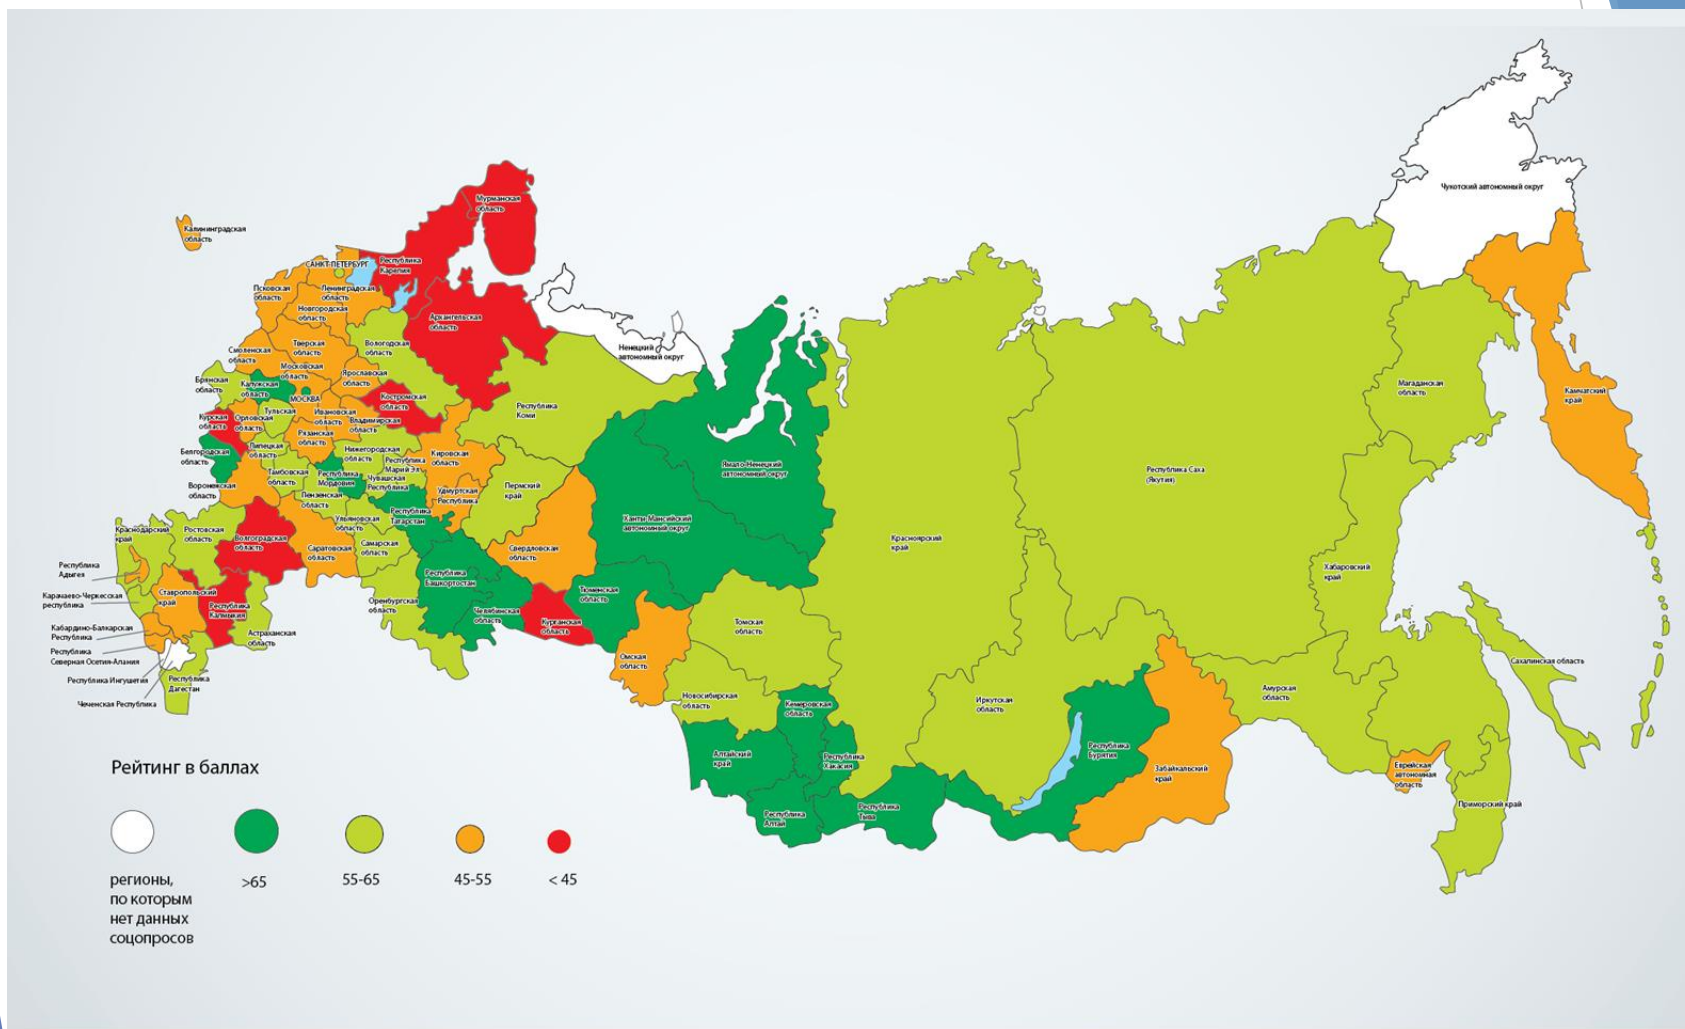 Чукотский автономный округ
Мурманская
область
Калининградская
область
САНКТ-ПЕТЕРБУРГ
Республика
Карелия
Псковская
область
Ленинградская
область
Новгородская
область
Архангельская
область
Ненецкий
автономный округ
Смоленская
область
Тверская
область
Вологодская
область
Московская
область
Ярославская
область
Брянская
область
Калужская
область
МОСКВА
Костромская
область
Республика
Коми
Магаданская
область
Камчатский
край
Курская
область
Орловская
область
Тульская
Ивановская
область
Владимирская
область
Рязанская
область
Белгородская
область
Липецкая
область
Нижегородская
область
Республика
Марий Эл
Кировская
область
Ямало-Ненецкий
автономный округ
Республика Саха
(Якутия)
Тамбовская
область
Республика
Мордовия
Чувашская
Республика
Воронежская
область
Пензенская
область
Удмуртская
Республика
Пермский
край
Краснодарский
край
Ростовская
область
Волгоградская
область
Ульяновская
область
Республика
Татарстан
Ханты-Мансийский
автономный округ
Саратовская
область
Самарская
область
Свердловская
область
Красноярский
край
Хабаровский
край
Республика
Адыгея
Карачаево-Черкесская
республика
Ставропольский
край
Республика
Калмыкия
Оренбургская
область
Республика
Башкортостан
Челябинская
область
Курганская
область
Тюменская
область
Кабардино-Балкарская
Республика
Астраханская
область
Республика
Северная Осетия-Алания
Республика Ингушетия
Республика
Дагестан
Чеченская Республика
Омская
область
Томская
область
Новосибирская
область
Кемеровская
область
Иркутская
область
Амурская
область
Сахалинская область
Алтайский
край
Республика
Хакасия
Республика
Бурятия
Забайкальский
край
Еврейская
автономная
область
Республика
Алтай
Республика
Тыва
Приморский край
Рейтинг в баллах
регионы,
по которым
нет данных
соцопросов
>65
55-65
45-55
< 45